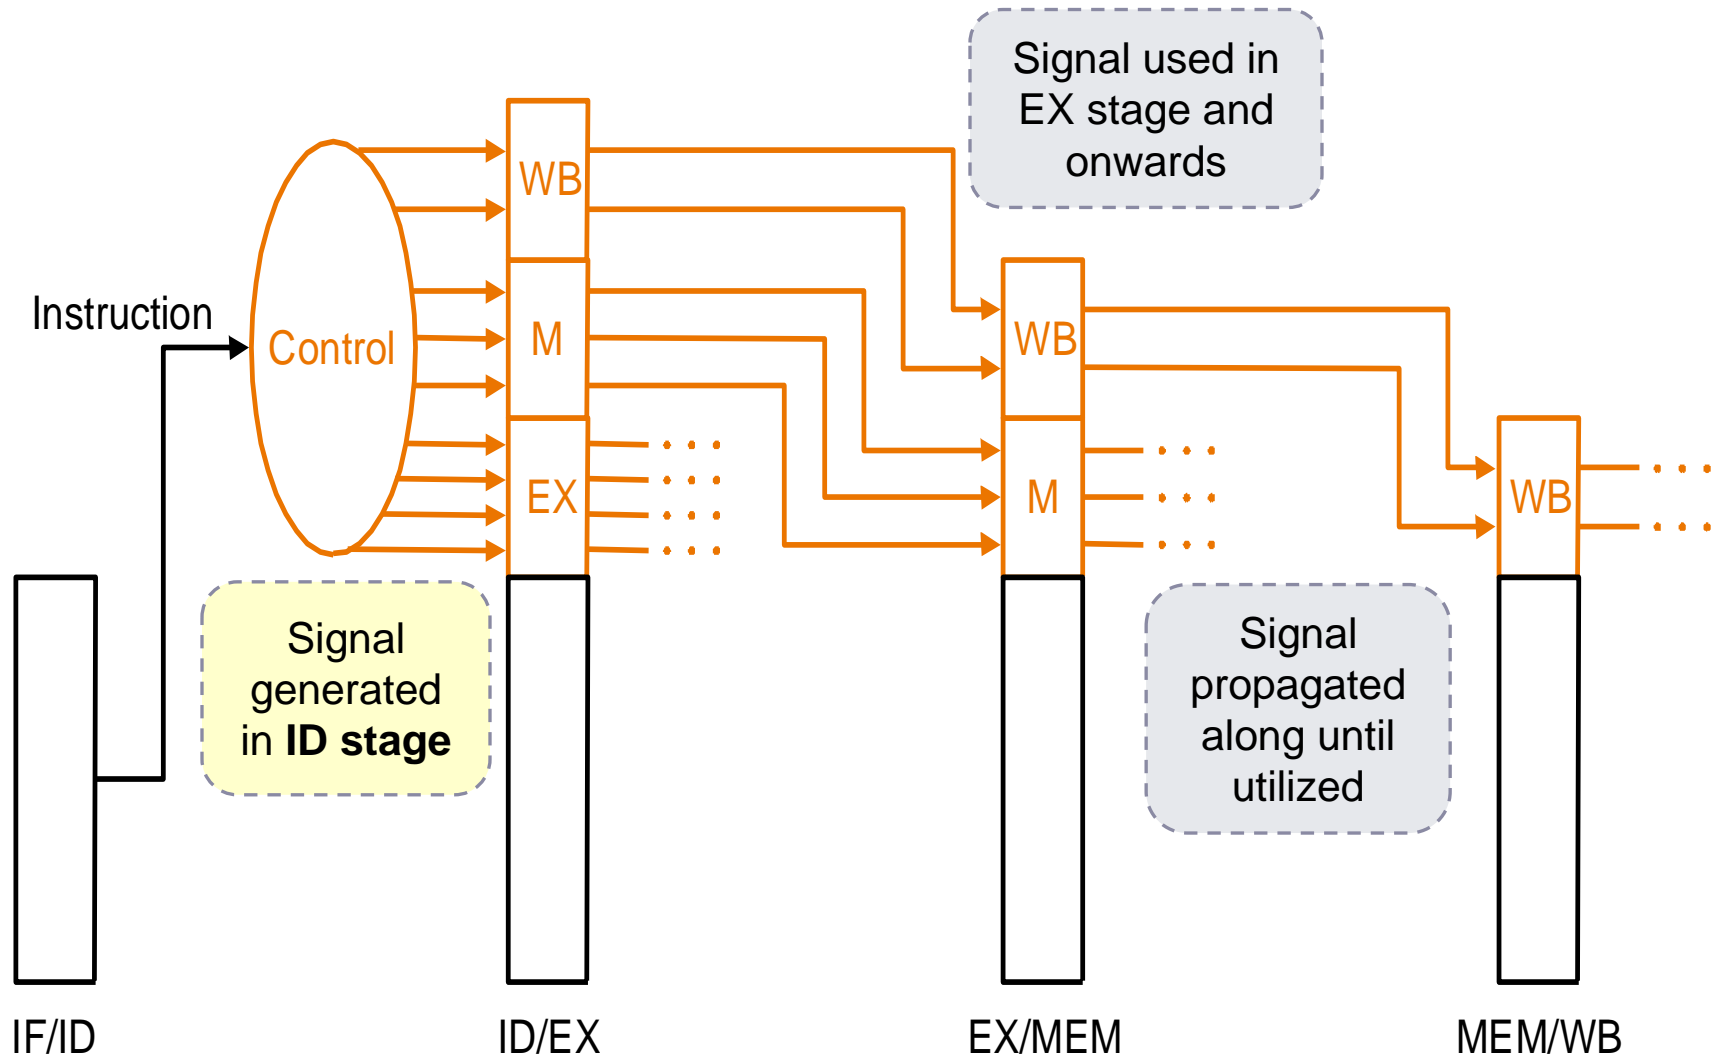 Signal used in
EX stage and
onwards
WB
Instruction
Control
M
WB
EX
M
WB
Signal
generated
in ID stage
Signal
propagated
along until
utilized
IF/ID
ID/EX
EX/MEM
MEM/WB